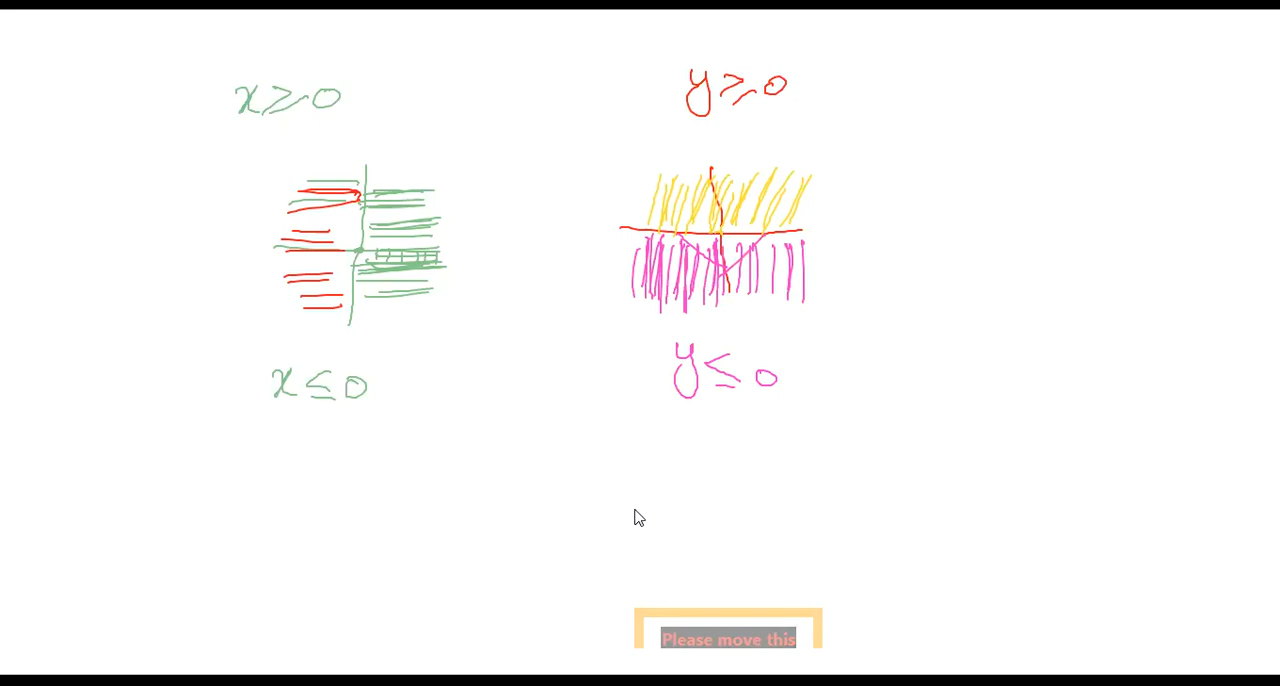 x ≥ 0
y ≥ 0
x ≤ 0
y ≤ 0
Please move this